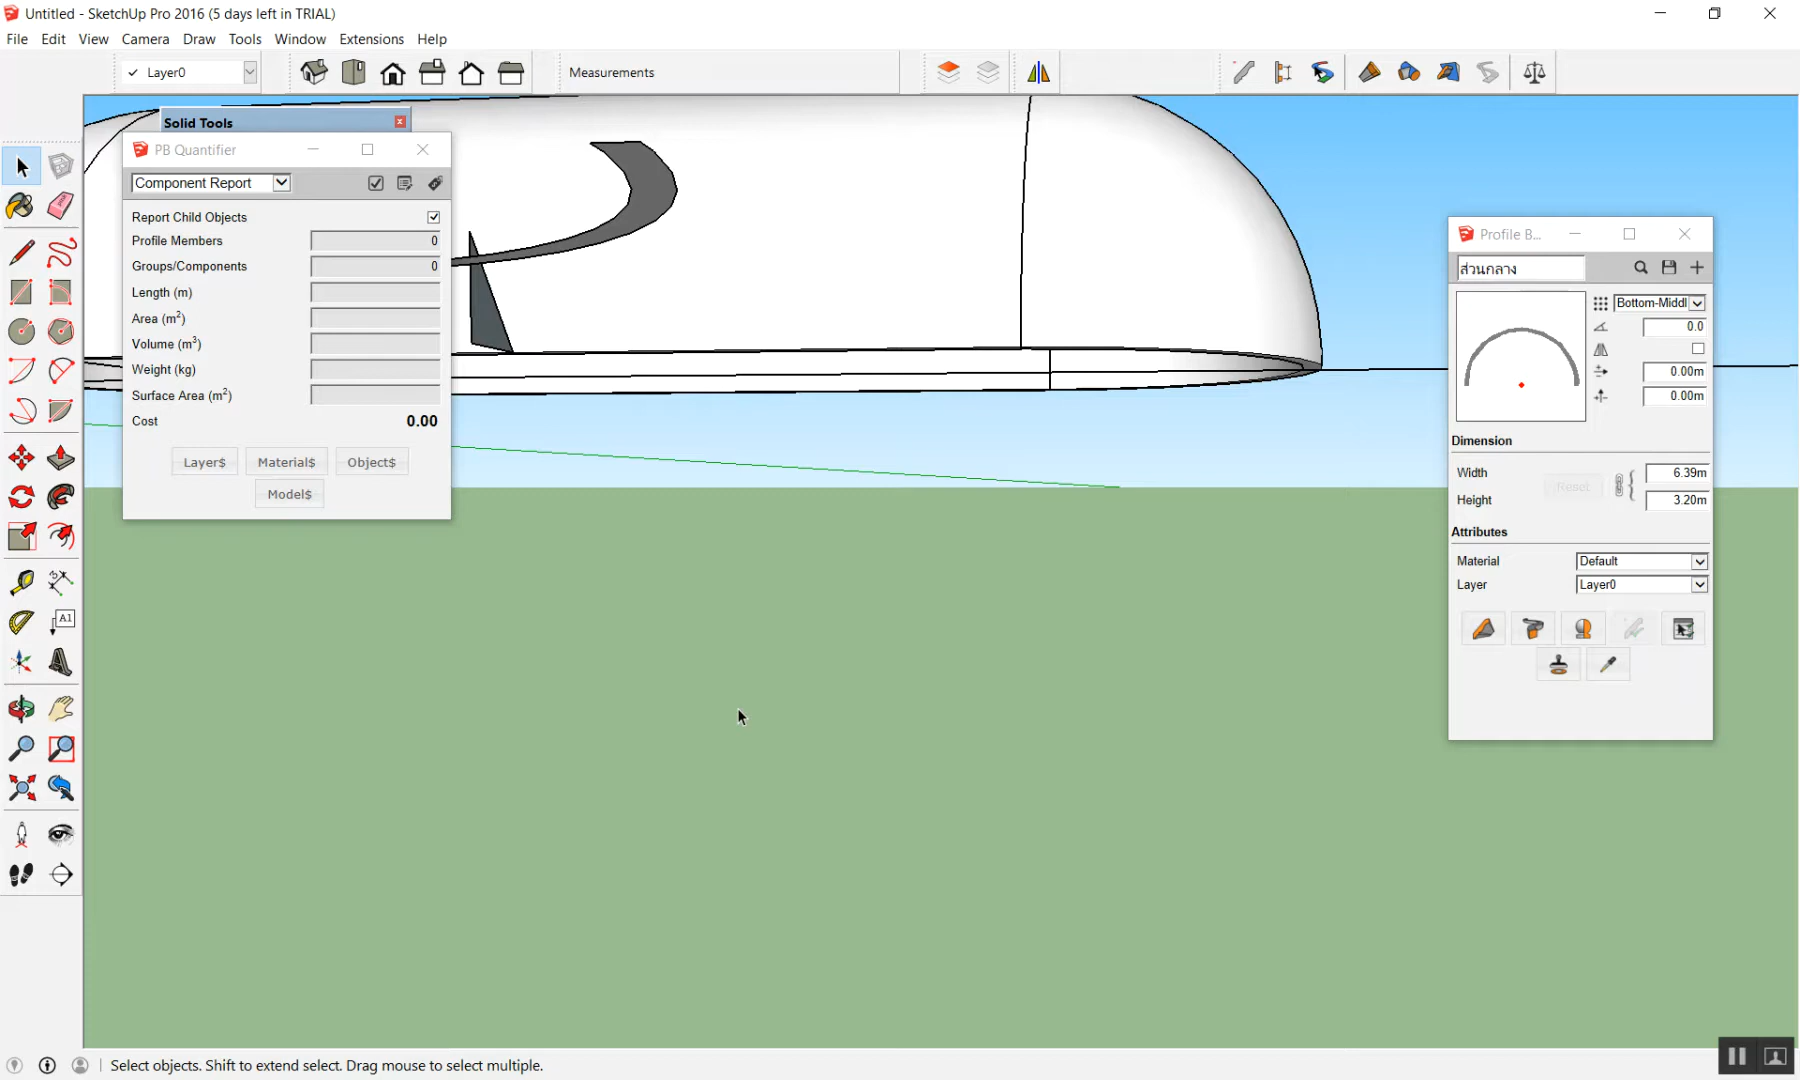 Untitled - SketchUp Pro 2016 (5 days left in TRIAL)
File Edit View Camera Draw Tools Window Extensions Help
✓ Layer0
Measurements
Solid Tools
PB Quantifier
Component Report
Report Child Objects
Profile Members 0
Groups/Components 0
Length (m)
Area (m²)
Volume (m³)
Weight (kg)
Surface Area (m²)
Cost 0.00
Layer$ Material$ Object$
Model$
Profile B...
ส่วนกลาง
Bottom-Middl
0.0
0.00m
0.00m
Dimension
Width 6.39m
Reset
Height 3.20m
Attributes
Material Default
Layer Layer0
A1
Select objects. Shift to extend select. Drag mouse to select multiple.